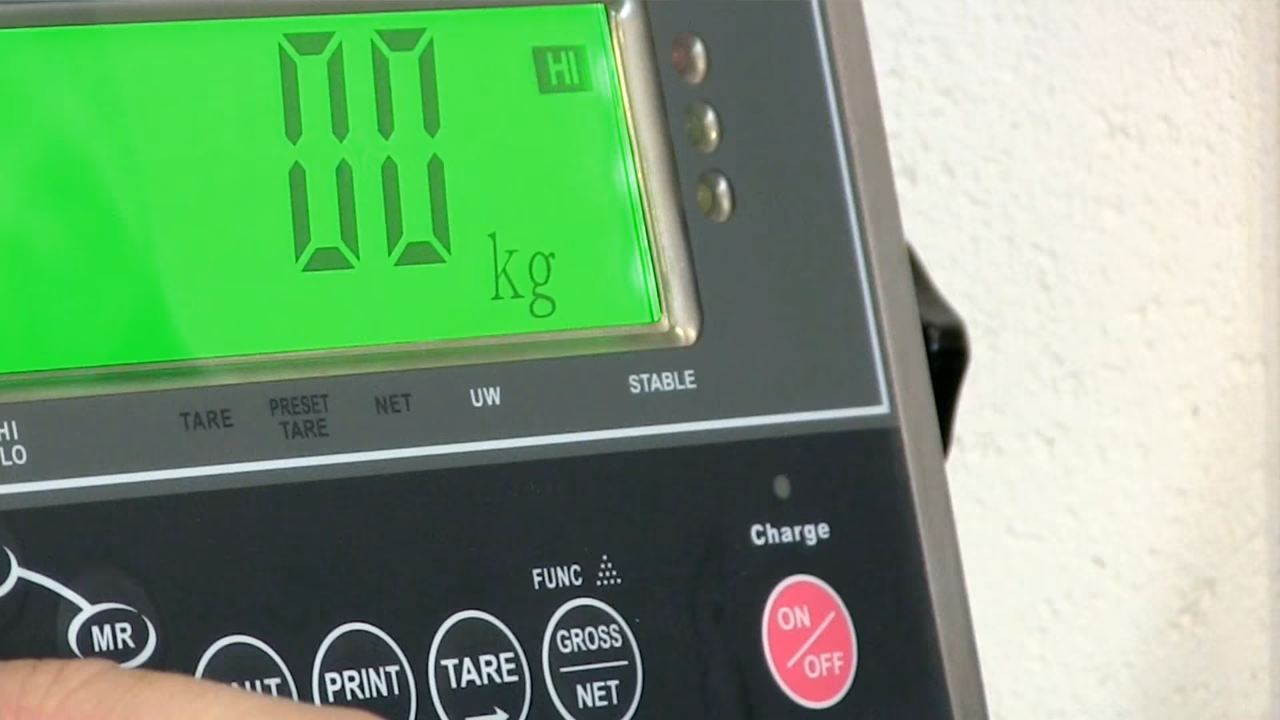 00
HI
kg
HI
LO
TARE
PRESET
TARE
NET
UW
STABLE
Charge
FUNC
MR
PRINT
TARE
GROSS
NET
ON
OFF